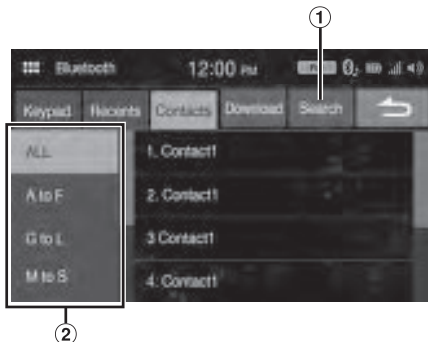 1
Bluetooth 12:00 PM
Keypad Recents Contacts Download Search
ALL 1. Contact1
A to F 2. Contact1
G to L 3 Contact1
M to S 4. Contact1
2